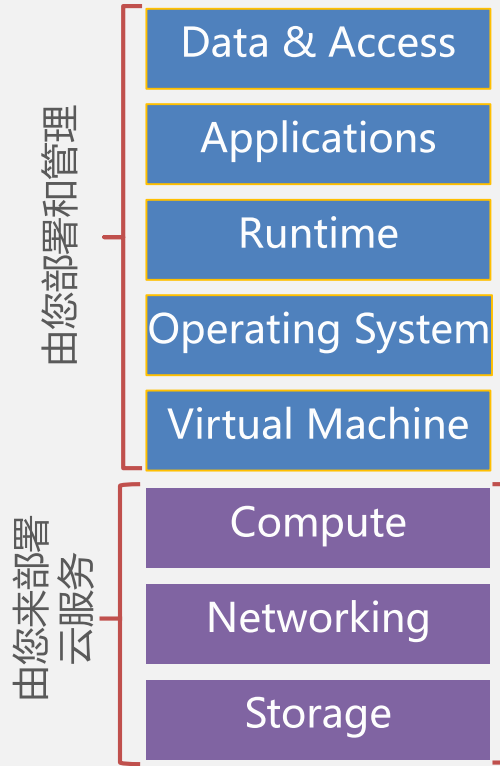 由您部署和管理
Data & Access
Applications
Runtime
Operating System
Virtual Machine
由您来部署
云服务
Compute
Networking
Storage